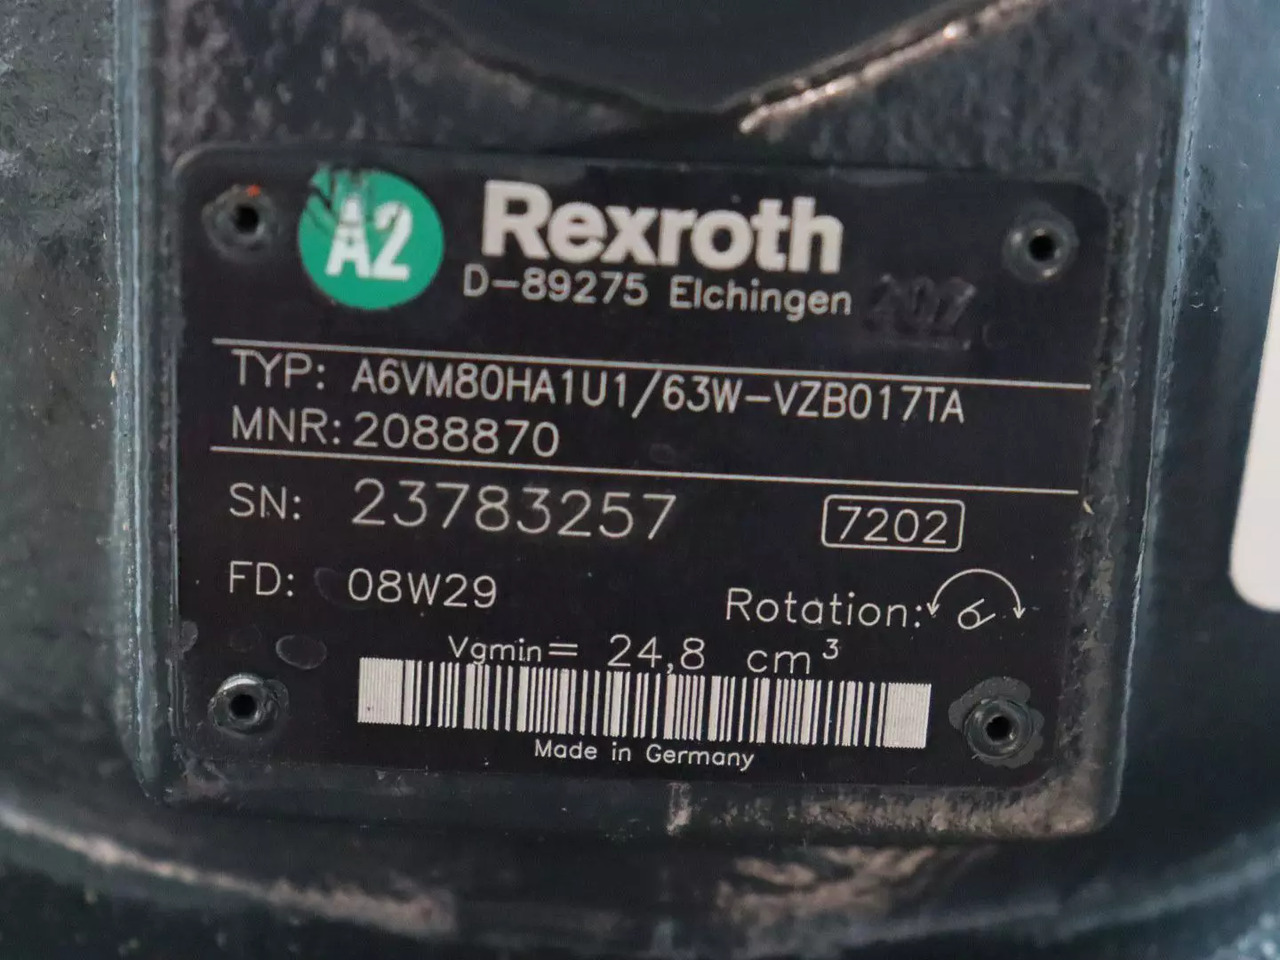 A2
Rexroth
D-89275 Elchingen
TYP: A6VM80HA1U1/63W-VZB017TA
MNR: 2088870
SN: 23783257 7202
FD: 08W29
Rotation:
Vgmin= 24,8 cm³
Made in Germany